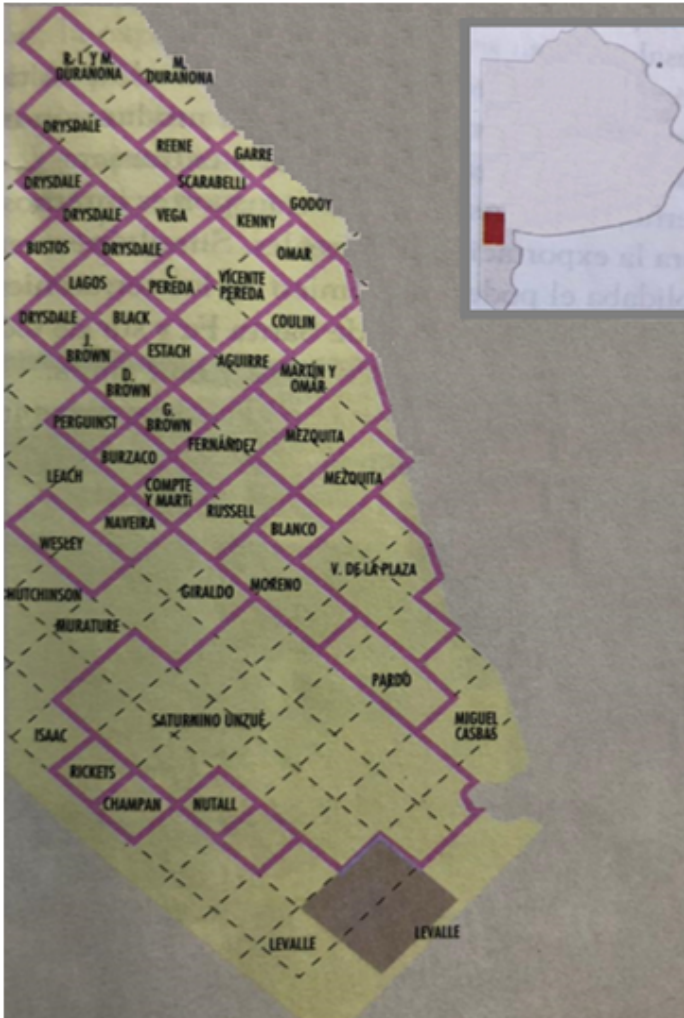 R. I. Y M.
DURAÑONA
M.
DURAÑONA
DRYSDALE
REENE
GARRE
DRYSDALE
SCARABELLI
GODOY
DRYSDALE
VEGA
KENNY
BUSTOS
DRYSDALE
OMAR
LAGOS
C.
PEREDA
VICENTE
PEREDA
DRYSDALE
BLACK
COULIN
J.
BROWN
ESTACH
AGUIRRE
MARTÍN Y
OMAR
D.
BROWN
PERGUINST
G.
BROWN
FERNÁNDEZ
MEZQUITA
BURZACO
LEACH
COMPTE
Y MARTÍ
MEZQUITA
NAVEIRA
RUSSELL
BLANCO
WESLEY
V. DE LA PLAZA
HUTCHINSON
GIRALDO
MORENO
MURATURE
PARDO
SATURNINO UNZUÉ
MIGUEL
CASBAS
ISAAC
RICKETS
CHAMPAN
NUTALL
LEVALLE
LEVALLE